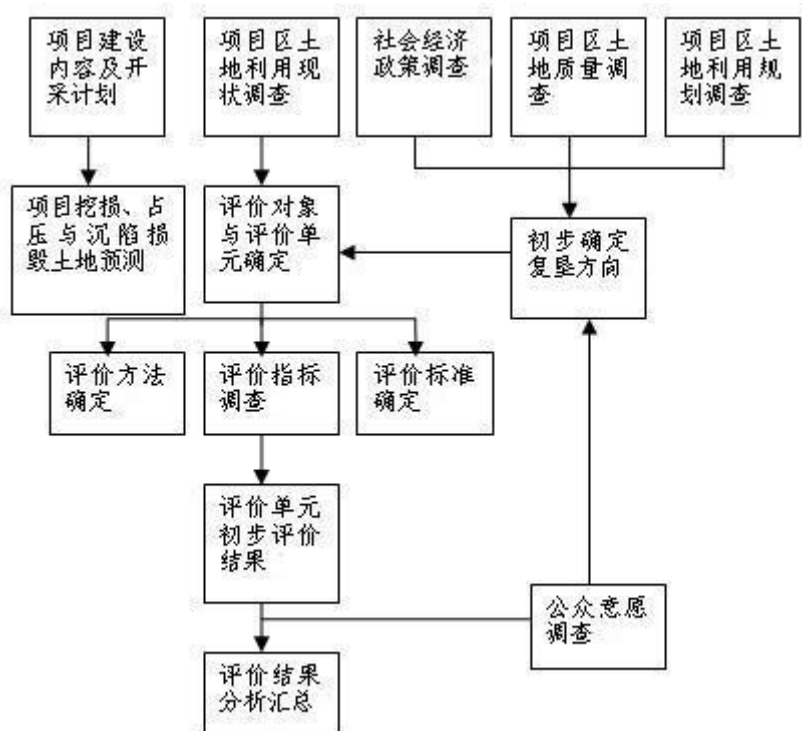 项目建设
内容及开
采计划
项目区土
地利用现
状调查
社会经济
政策调查
项目区土
地质量调
查
项目区土
地利用规
划调查
项目挖损、占
压与沉陷损
毁土地预测
评价对象
与评价单
元确定
初步确定
复垦方向
评价方法
确定
评价指标
调查
评价标准
确定
评价单元
初步评价
结果
公众意愿
调查
评价结果
分析汇总